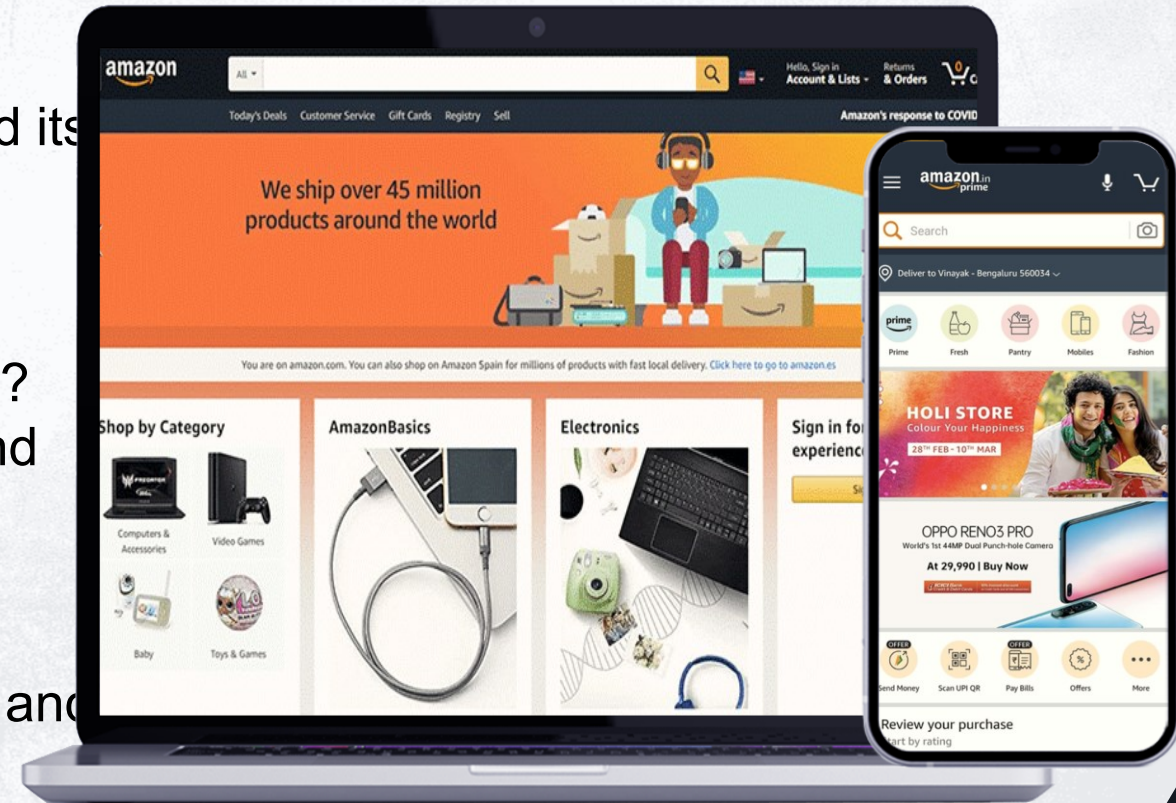 d its
?
nd
and
amazon
All
Hello, Sign in
Account & Lists
Returns
& Orders
0
Today's Deals Customer Service Gift Cards Registry Sell
Amazon's response to COVID
We ship over 45 million
products around the world
You are on amazon.com. You can also shop on Amazon Spain for millions of products with fast local delivery. Click here to go to amazon.es
Shop by Category
Computers &
Accessories
Video Games
Baby
Toys & Games
AmazonBasics
Electronics
Sign in fo
experienc
amazon.in
prime
Search
Deliver to Vinayak - Bengaluru 560034
prime
Prime Fresh Pantry Mobiles Fashion
HOLI STORE
Colour Your Happiness
28TH FEB - 10TH MAR
OPPO RENO3 PRO
World's 1st 44MP Dual Punch-hole Camera
At 29,990 | Buy Now
OFFER OFFER
Send Money Scan UPI QR Pay Bills Offers More
Review your purchase
Start by rating